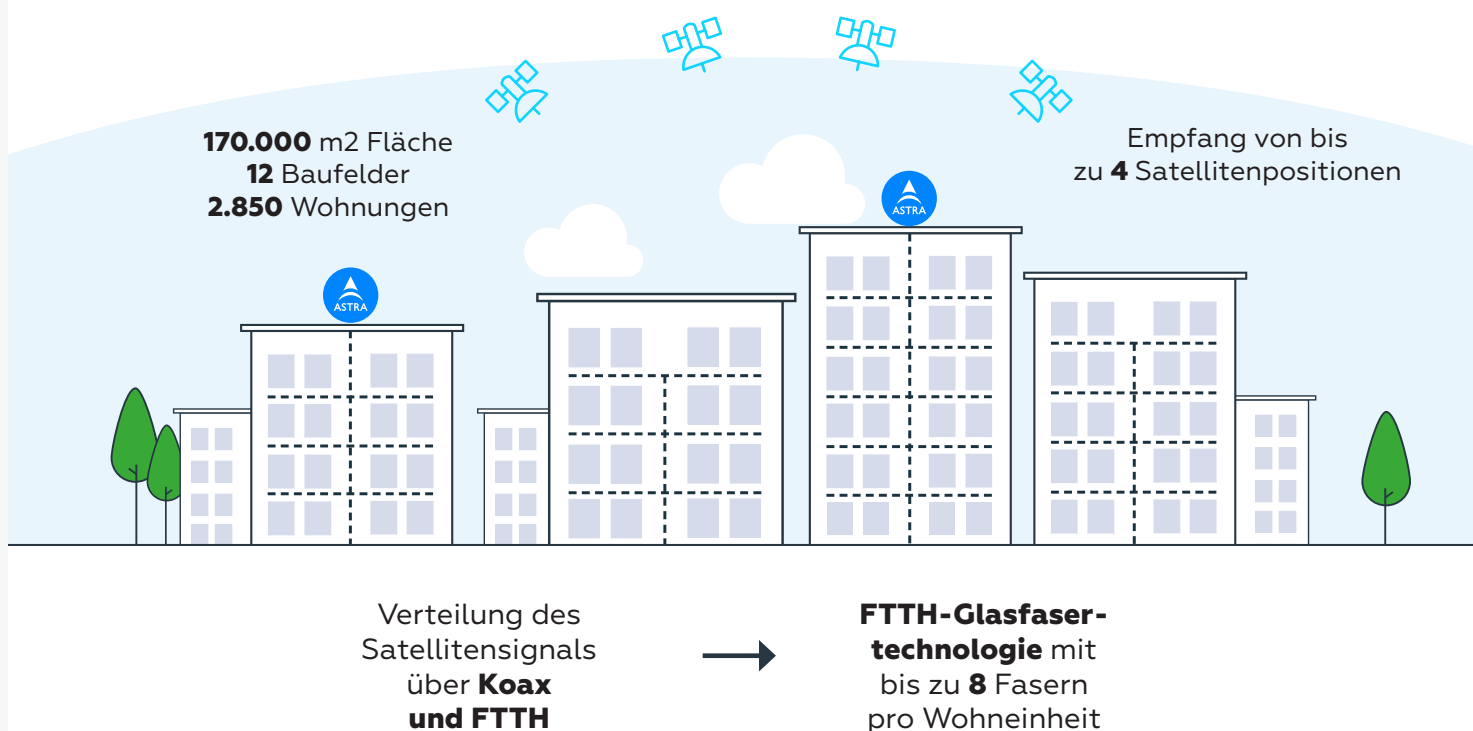 170.000 m2 Fläche
12 Baufelder
2.850 Wohnungen
Empfang von bis
zu 4 Satellitenpositionen
ASTRA
ASTRA
Verteilung des
Satellitensignals
über Koax
und FTTH
FTTH-Glasfaser-
technologie mit
bis zu 8 Fasern
pro Wohneinheit